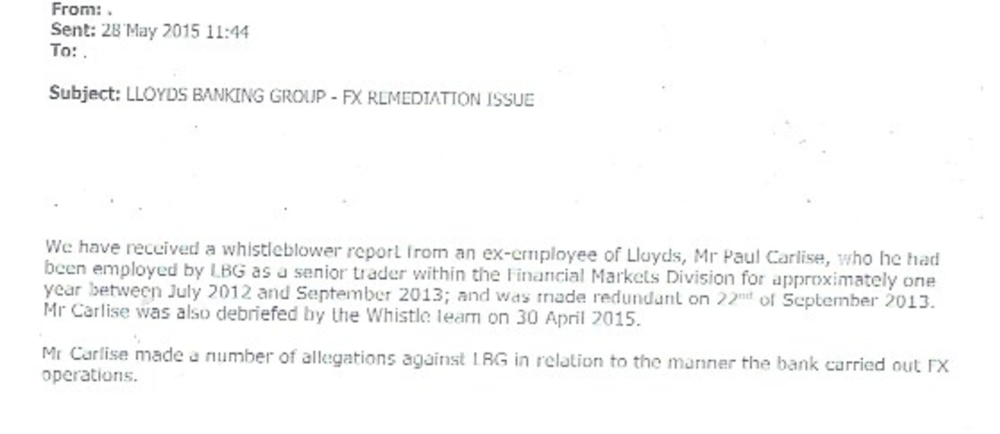 From: .
Sent: 28 May 2015 11:44
To: .
Subject: LLOYDS BANKING GROUP - FX REMEDIATION ISSUE
We have received a whistleblower report from an ex-employee of Lloyds, Mr Paul Carlise, who he had
been employed by LBG as a senior trader within the Financial Markets Division for approximately one
year between July 2012 and September 2013; and was made redundant on 22nd of September 2013.
Mr Carlise was also debriefed by the Whistle team on 30 April 2015.
Mr Carlise made a number of allegations against LBG in relation to the manner the bank carried out FX
operations.